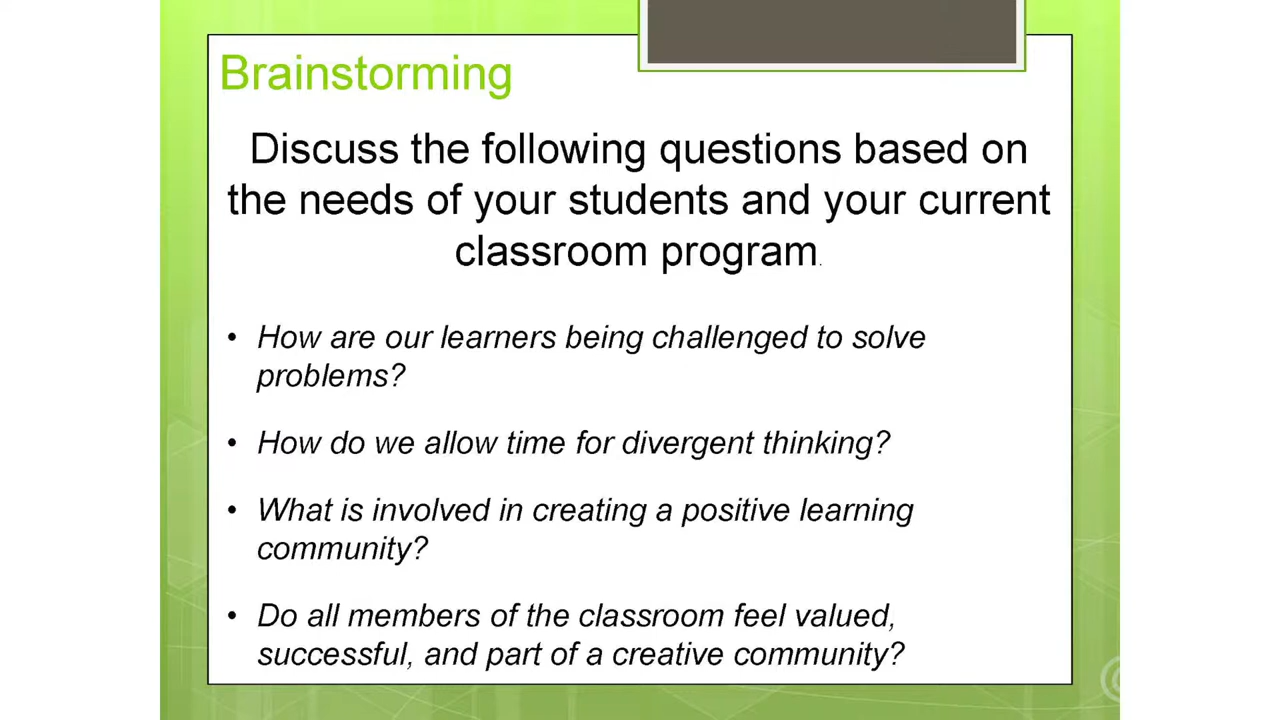 Brainstorming
Discuss the following questions based on
the needs of your students and your current
classroom program.
• How are our learners being challenged to solve
problems?
• How do we allow time for divergent thinking?
• What is involved in creating a positive learning
community?
• Do all members of the classroom feel valued,
successful, and part of a creative community?